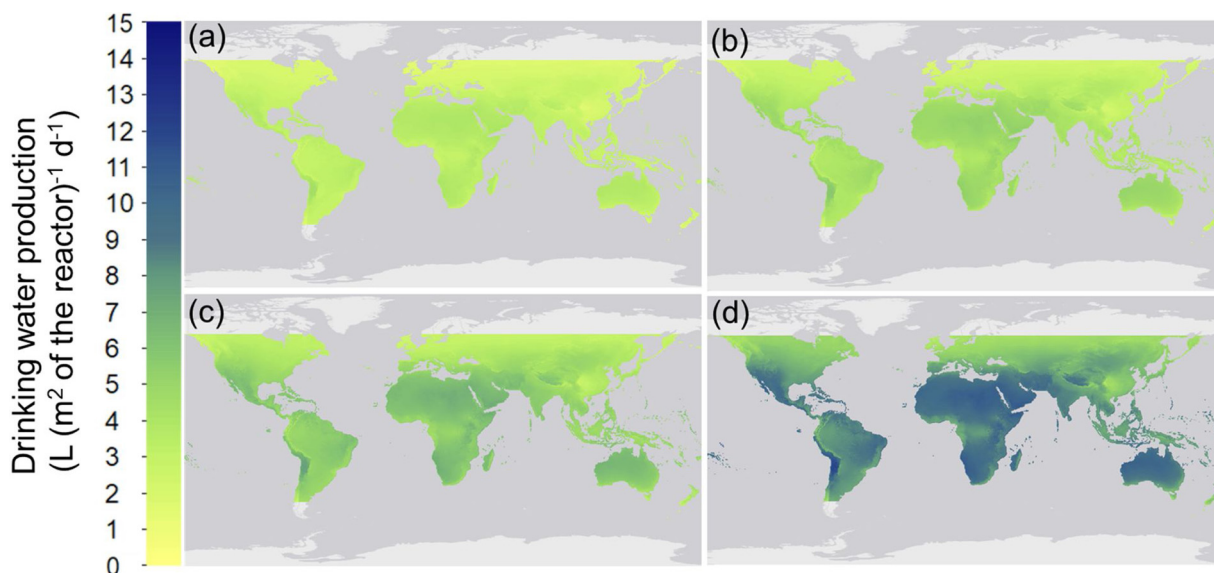 Drinking water production
(L (m² of the reactor)⁻¹ d⁻¹)
15
14
13
12
11
10
9
8
7
6
5
4
3
2
1
0
(a)
(b)
(c)
(d)